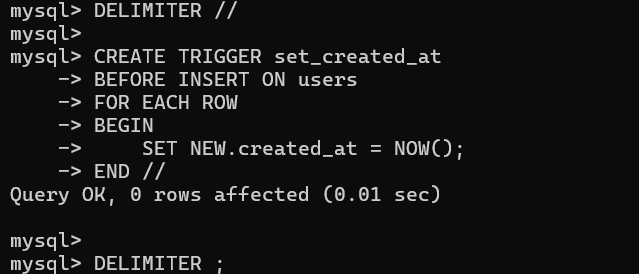 mysql> DELIMITER //
mysql>
mysql> CREATE TRIGGER set_created_at
    -> BEFORE INSERT ON users
    -> FOR EACH ROW
    -> BEGIN
    ->     SET NEW.created_at = NOW();
    -> END //
Query OK, 0 rows affected (0.01 sec)

mysql>
mysql> DELIMITER ;